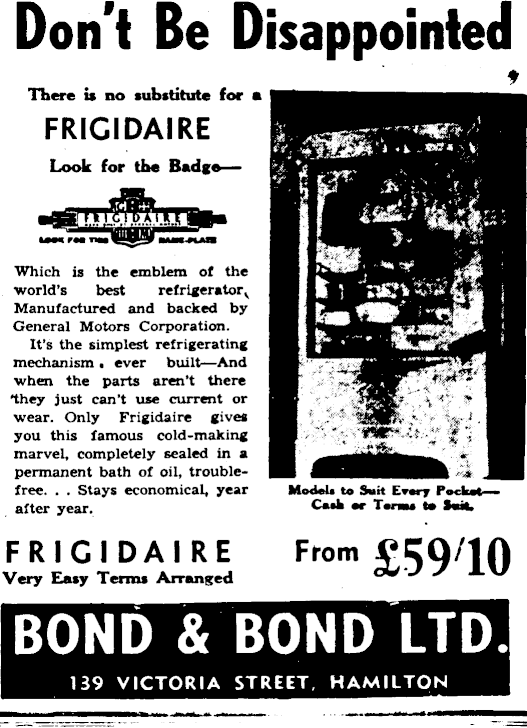 Don't Be Disappointed
There is no substitute for a
FRIGIDAIRE
Look for the Badge—
FRIGIDAIRE
LOOK FOR THIS NAME-PLATE
Which is the emblem of the
world's best refrigerator,
Manufactured and backed by
General Motors Corporation.
It's the simplest refrigerating
mechanism ever built—And
when the parts aren't there
they just can't use current or
wear. Only Frigidaire gives
you this famous cold-making
marvel, completely sealed in a
permanent bath of oil, trouble-
free. . . Stays economical, year
after year.
Models to Suit Every Pocket—
Cash or Terms to Suit.
FRIGIDAIRE
Very Easy Terms Arranged
From £59/10
BOND & BOND LTD.
139 VICTORIA STREET, HAMILTON